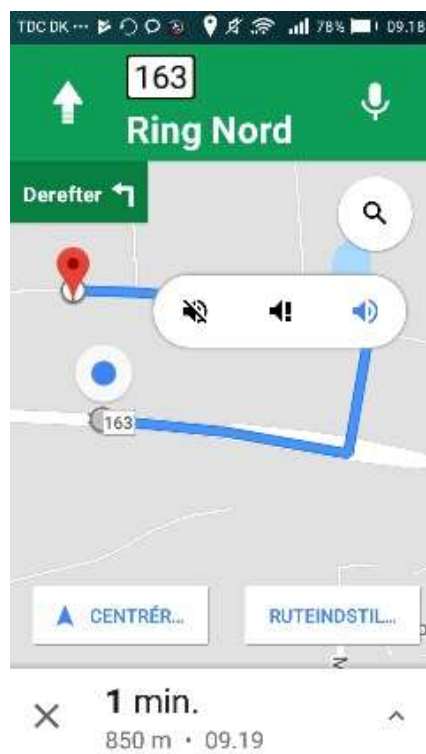 TDC DK ··· 78% 09.18
163
Ring Nord
Derefter
163
CENTRÉR... RUTEINDSTIL...
1 min.
850 m · 09.19